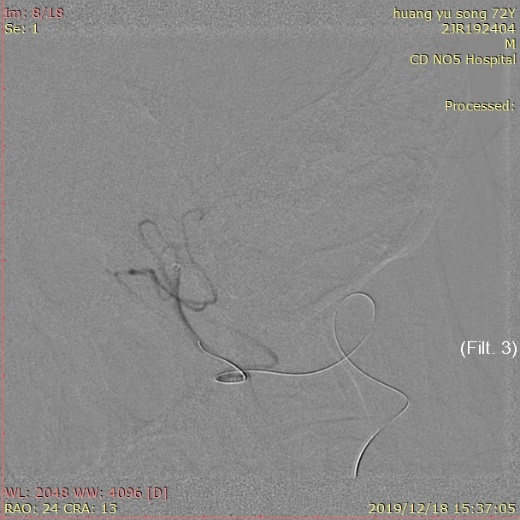 Im: 8/18
Se: 1
huang yu song 72Y
2JR192404
M
CD NO5 Hospital
Processed:
(Filt. 3)
WL: 2048 WW: 4096 [D]
RAO: 24 CRA: 13
2019/12/18 15:37:05